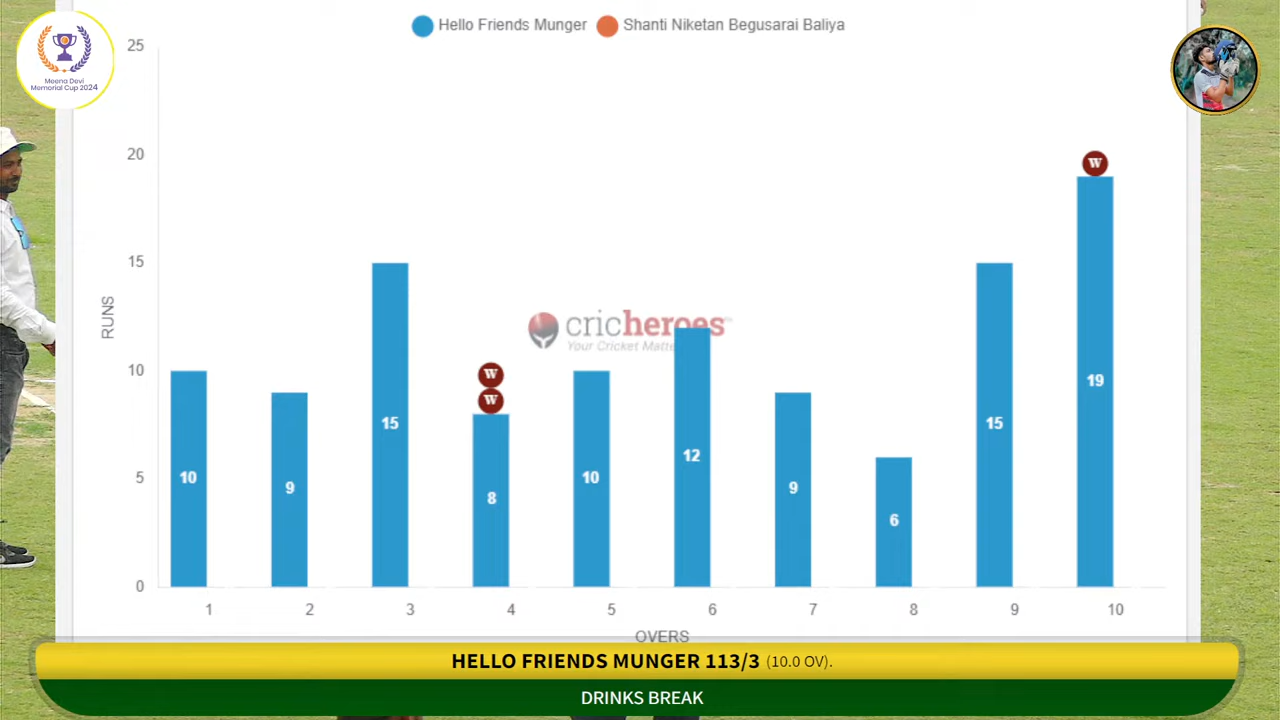 Hello Friends Munger Shanti Niketan Begusarai Baliya
Meena Devi
Memorial Cup 2024
25
20
15
10
5
0
RUNS
W
W
W
10
9
15
8
10
12
9
6
15
19
cricheroes
Your Cricket Matte
1 2 3 4 5 6 7 8 9 10
OVERS
HELLO FRIENDS MUNGER 113/3 (10.0 OV).
DRINKS BREAK